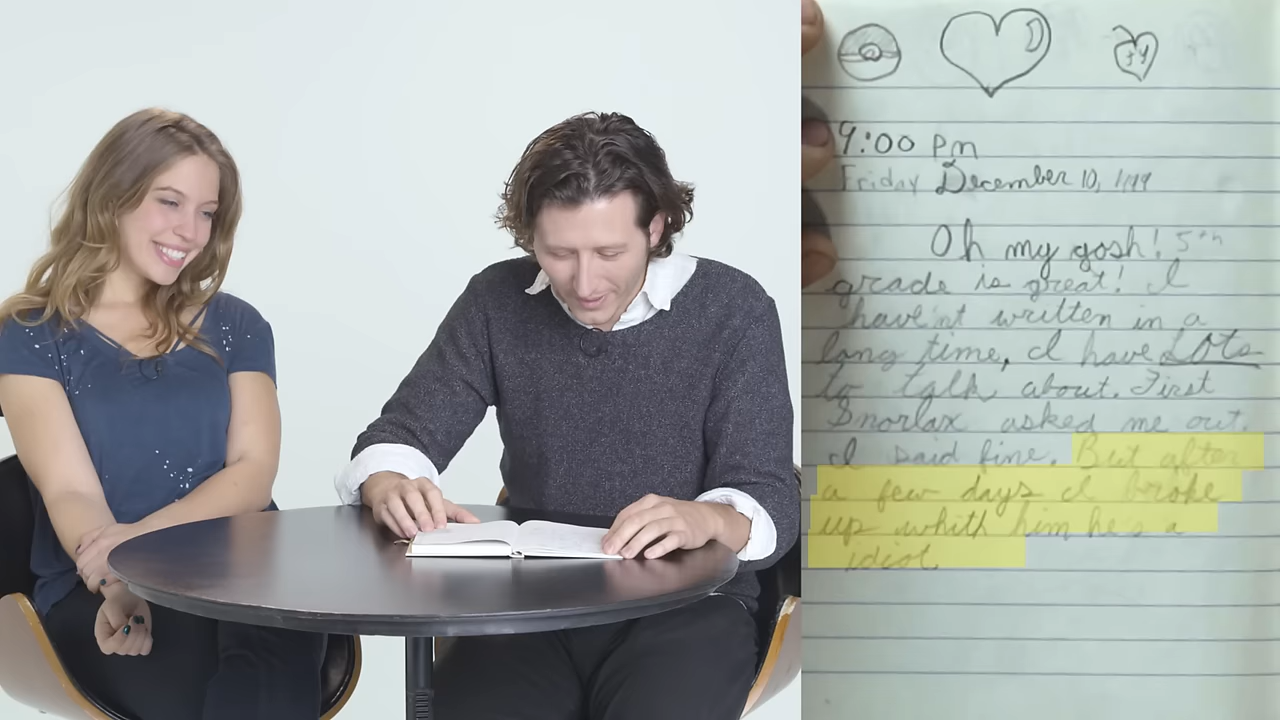 9:00 pm
Friday December 10, 1999
Oh my gosh! 5th
grade is great! I
have'nt written in a
long time, I have LOts
to talk about. First
Snorlax asked me out.
I said fine. But after
a few days I broke
up whith him he's a
idiot.